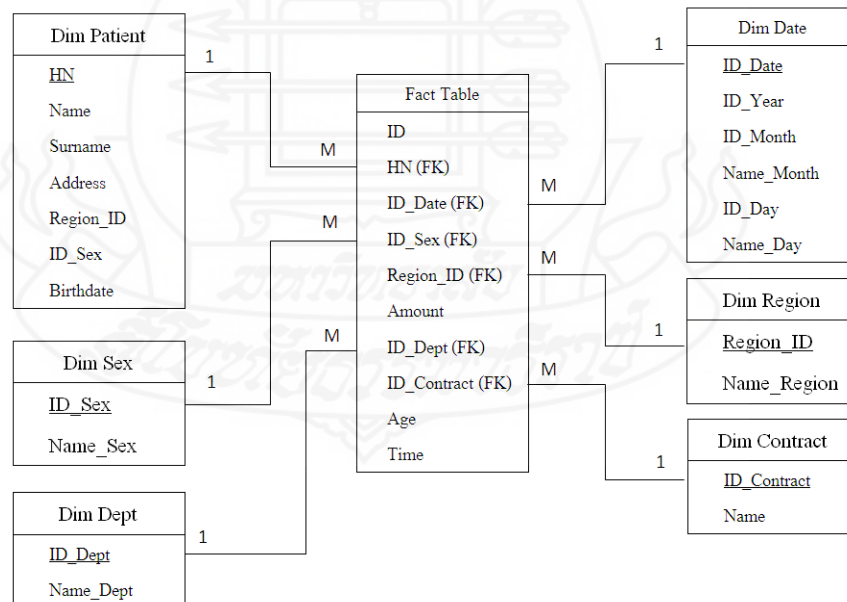 Dim Patient
HN
Name
Surname
Address
Region_ID
ID_Sex
Birthdate
1
M
Dim Sex
ID_Sex
Name_Sex
1
M
Dim Dept
ID_Dept
Name_Dept
1
M
Fact Table
ID
HN (FK)
ID_Date (FK)
ID_Sex (FK)
Region_ID (FK)
Amount
ID_Dept (FK)
ID_Contract (FK)
Age
Time
Dim Date
ID_Date
ID_Year
ID_Month
Name_Month
ID_Day
Name_Day
1
M
Dim Region
Region_ID
Name_Region
1
M
Dim Contract
ID_Contract
Name
1
M